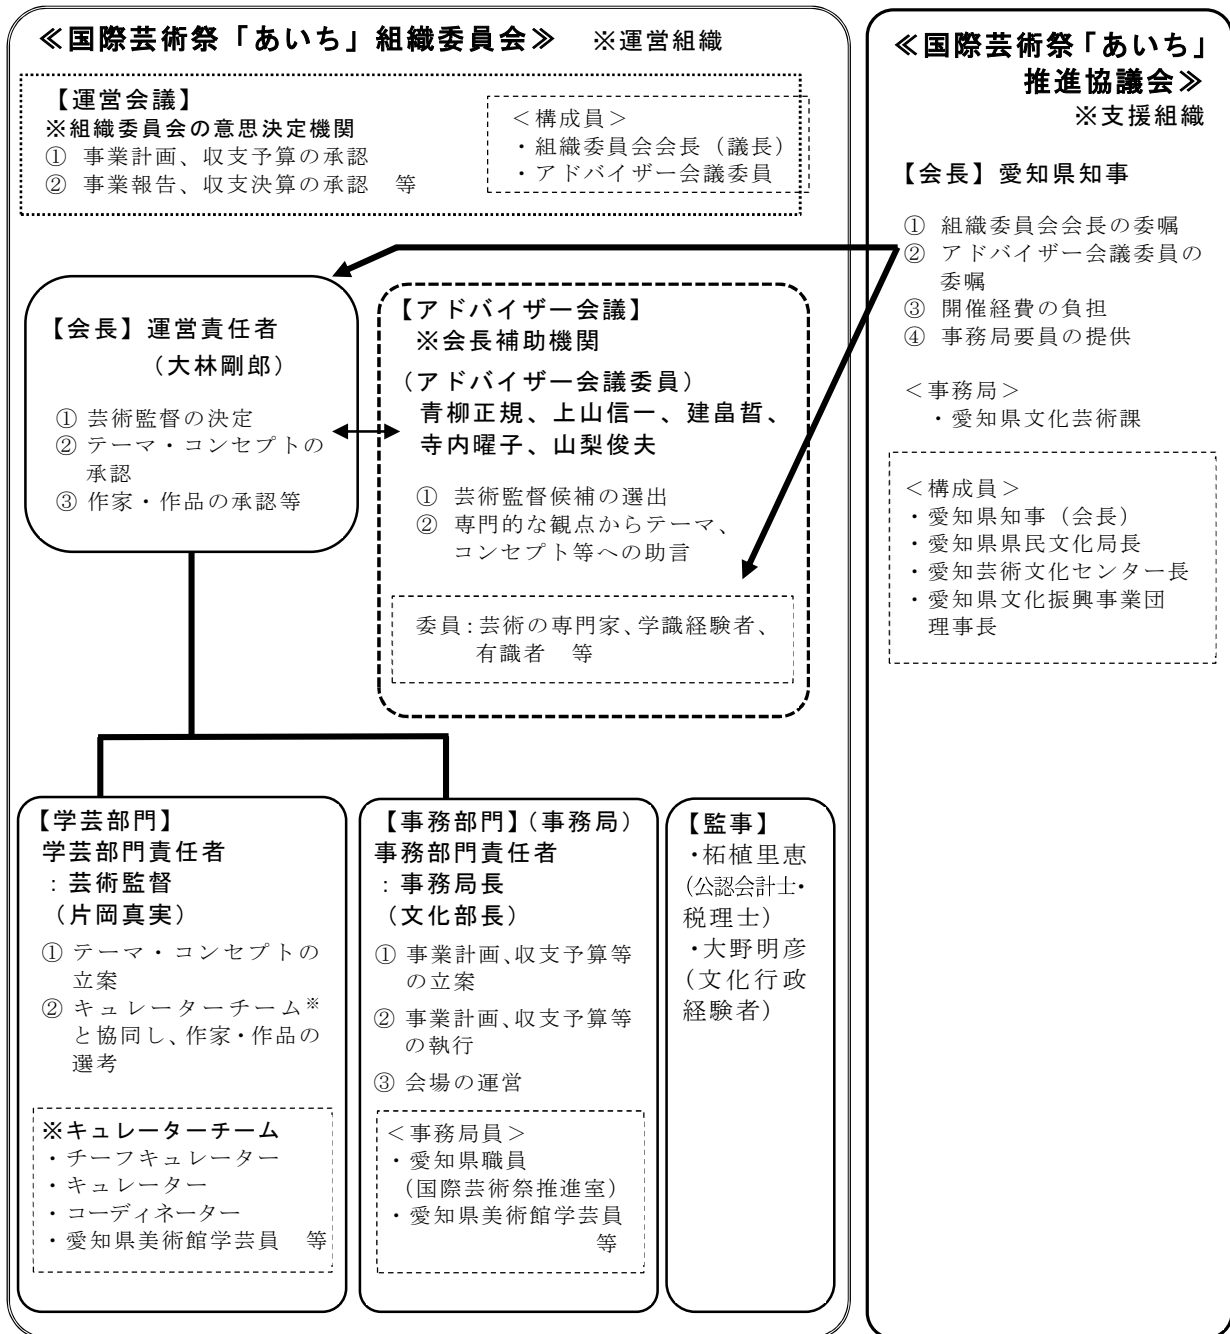 ≪国際芸術祭「あいち」組織委員会≫ ※運営組織
【運営会議】
※組織委員会の意思決定機関
① 事業計画、収支予算の承認
② 事業報告、収支決算の承認 等
＜構成員＞
・組織委員会会長（議長）
・アドバイザー会議委員
【会長】運営責任者
（大林剛郎）
① 芸術監督の決定
② テーマ・コンセプトの
承認
③ 作家・作品の承認等
【アドバイザー会議】
※会長補助機関
（アドバイザー会議委員）
青柳正規、上山信一、建畠晢、
寺内曜子、山梨俊夫
① 芸術監督候補の選出
② 専門的な観点からテーマ、
コンセプト等への助言
委員：芸術の専門家、学識経験者、
有識者 等
【学芸部門】
学芸部門責任者
：芸術監督
（片岡真実）
① テーマ・コンセプトの
立案
② キュレーターチーム※
と協同し、作家・作品の
選考
※キュレーターチーム
・チーフキュレーター
・キュレーター
・コーディネーター
・愛知県美術館学芸員 等
【事務部門】（事務局）
事務部門責任者
：事務局長
（文化部長）
① 事業計画、収支予算等
の立案
② 事業計画、収支予算等
の執行
③ 会場の運営
＜事務局員＞
・愛知県職員
（国際芸術祭推進室）
・愛知県美術館学芸員
等
【監事】
・柘植里恵
（公認会計士・
税理士）
・大野明彦
（文化行政
経験者）
≪国際芸術祭「あいち」
推進協議会≫
※支援組織
【会長】愛知県知事
① 組織委員会会長の委嘱
② アドバイザー会議委員の
委嘱
③ 開催経費の負担
④ 事務局要員の提供
＜事務局＞
・愛知県文化芸術課
＜構成員＞
・愛知県知事（会長）
・愛知県県民文化局長
・愛知芸術文化センター長
・愛知県文化振興事業団
理事長